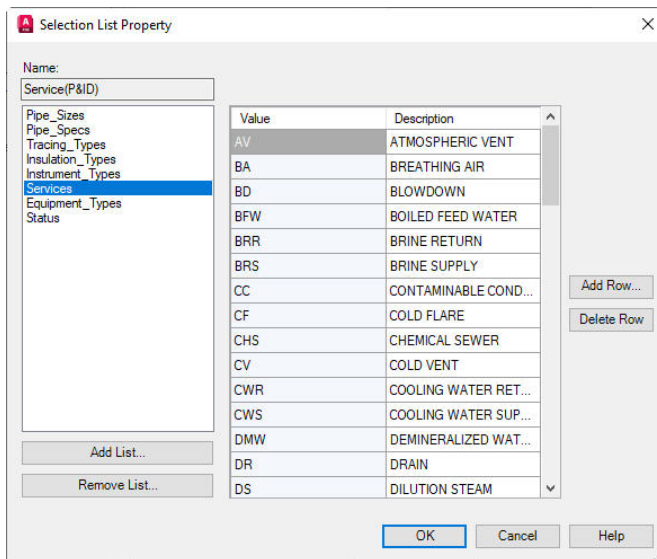 Selection List Property
Name:
Service(P&ID)
Pipe_Sizes
Pipe_Specs
Tracing_Types
Insulation_Types
Instrument_Types
Services
Equipment_Types
Status
Add List...
Remove List...
Value Description
AV ATMOSPHERIC VENT
BA BREATHING AIR
BD BLOWDOWN
BFW BOILED FEED WATER
BRR BRINE RETURN
BRS BRINE SUPPLY
CC CONTAMINABLE COND...
CF COLD FLARE
CHS CHEMICAL SEWER
CV COLD VENT
CWR COOLING WATER RET...
CWS COOLING WATER SUP...
DMW DEMINERALIZED WAT...
DR DRAIN
DS DILUTION STEAM
Add Row...
Delete Row
OK Cancel Help